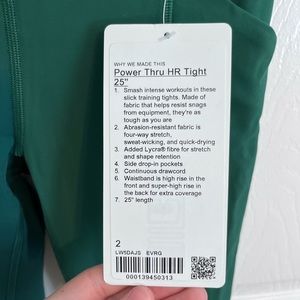 WHY WE MADE THIS
Power Thru HR Tight
25"
1. Smash intense workouts in these
slick training tights. Made
of fabric that helps resist snags
from equipment, they're as
tough as you are
2. Abrasion-resistant fabric is
four-way stretch,
sweat-wicking, and quick-drying
3. Added Lycra® fibre for stretch
and shape retention
4. Side drop-in pockets
5. Continuous drawcord
6. Waistband is high rise in the
front and super-high rise in
the back for extra coverage
7. 25" length
2
LW5DAJS EVRG
000139450313